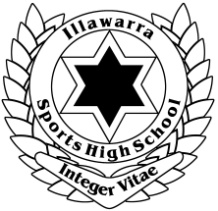 Illawarra
Sports High School
Integer Vitae